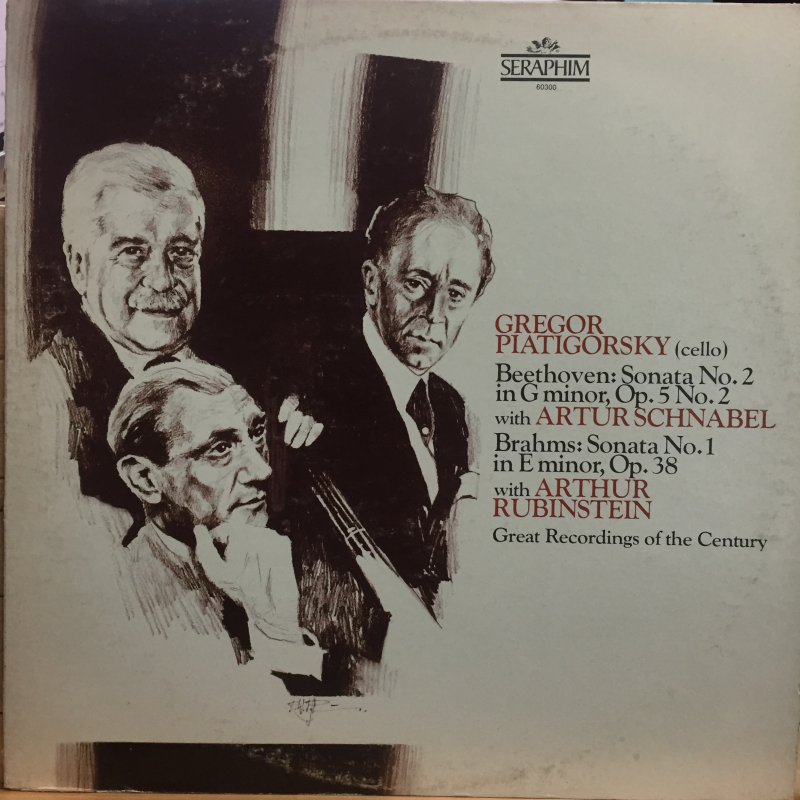 SERAPHIM
60300
GREGOR
PIATIGORSKY (cello)
Beethoven: Sonata No. 2
in G minor, Op. 5 No. 2
with ARTUR SCHNABEL
Brahms: Sonata No. 1
in E minor, Op. 38
with ARTHUR
RUBINSTEIN
Great Recordings of the Century